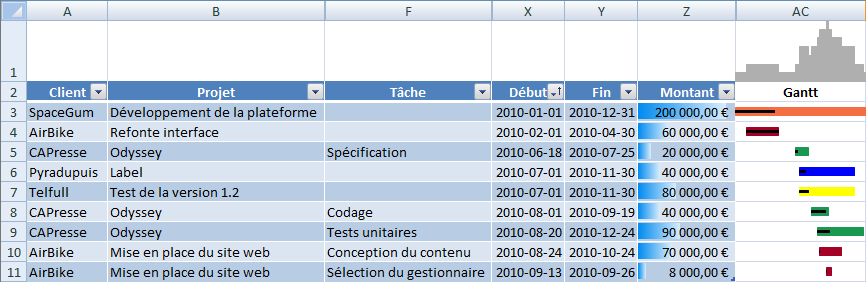 A B F X Y Z AC
1
2 Client Projet Tâche Début Fin Montant Gantt
3 SpaceGum Développement de la plateforme 2010-01-01 2010-12-31 200 000,00 €
4 AirBike Refonte interface 2010-02-01 2010-04-30 60 000,00 €
5 CAPresse Odyssey Spécification 2010-06-18 2010-07-25 20 000,00 €
6 Pyradupuis Label 2010-07-01 2010-11-30 40 000,00 €
7 Telfull Test de la version 1.2 2010-07-01 2010-11-30 80 000,00 €
8 CAPresse Odyssey Codage 2010-08-01 2010-09-19 40 000,00 €
9 CAPresse Odyssey Tests unitaires 2010-08-20 2010-12-24 90 000,00 €
10 AirBike Mise en place du site web Conception du contenu 2010-08-24 2010-10-24 70 000,00 €
11 AirBike Mise en place du site web Sélection du gestionnaire 2010-09-13 2010-09-26 8 000,00 €